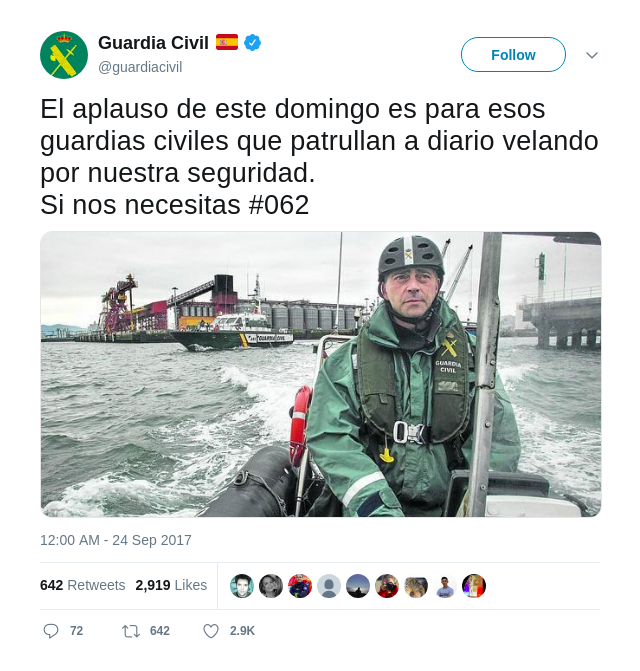 Guardia Civil
@guardiacivil
Follow
El aplauso de este domingo es para esos
guardias civiles que patrullan a diario velando
por nuestra seguridad.
Si nos necesitas #062
GUARDIA CIVIL
GUARDIA
CIVIL
12:00 AM - 24 Sep 2017
642 Retweets 2,919 Likes
72 642 2.9K